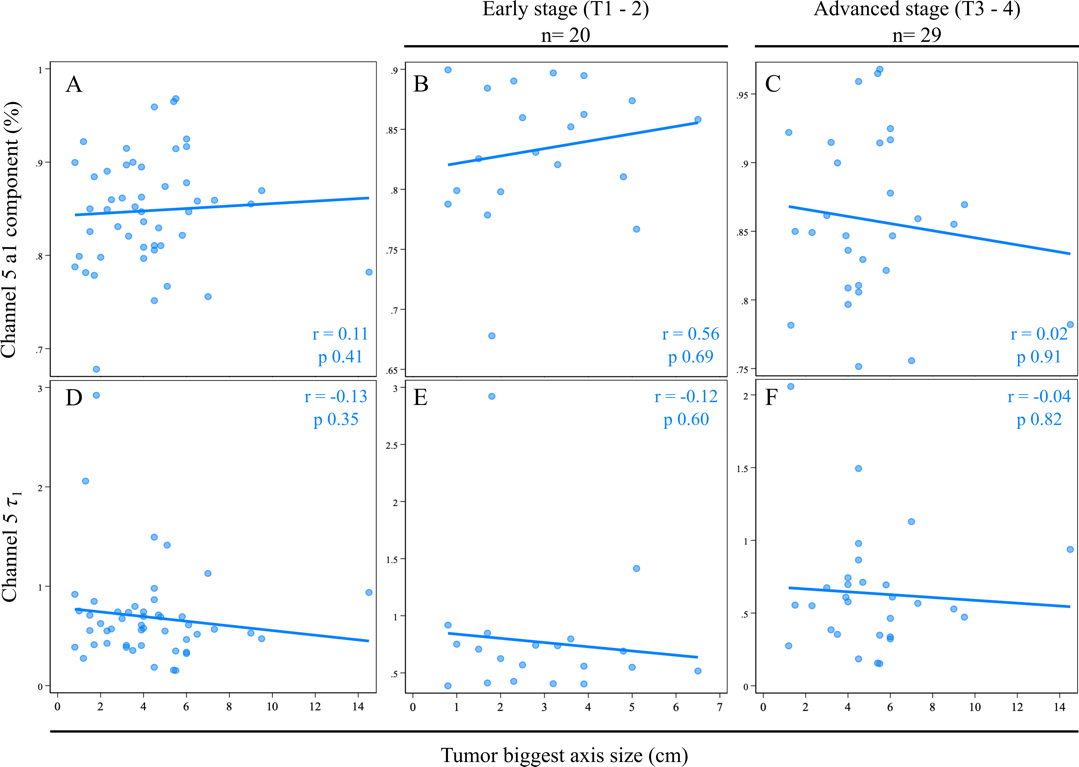 Early stage (T1 - 2)
n= 20
Advanced stage (T3 - 4)
n= 29
Channel 5 a1 component (%)
A
1
.9
.8
.7
r = 0.11
p 0.41
B
.9
.85
.8
.75
.7
.65
r = 0.56
p 0.69
C
.95
.9
.85
.8
.75
r = 0.02
p 0.91
Channel 5 τ1
D
3
2
1
0
r = -0.13
p 0.35
0 2 4 6 8 10 12 14
E
3
2.5
2
1.5
1
.5
r = -0.12
p 0.60
0 1 2 3 4 5 6 7
F
2
1.5
1
.5
0
r = -0.04
p 0.82
0 2 4 6 8 10 12 14
Tumor biggest axis size (cm)